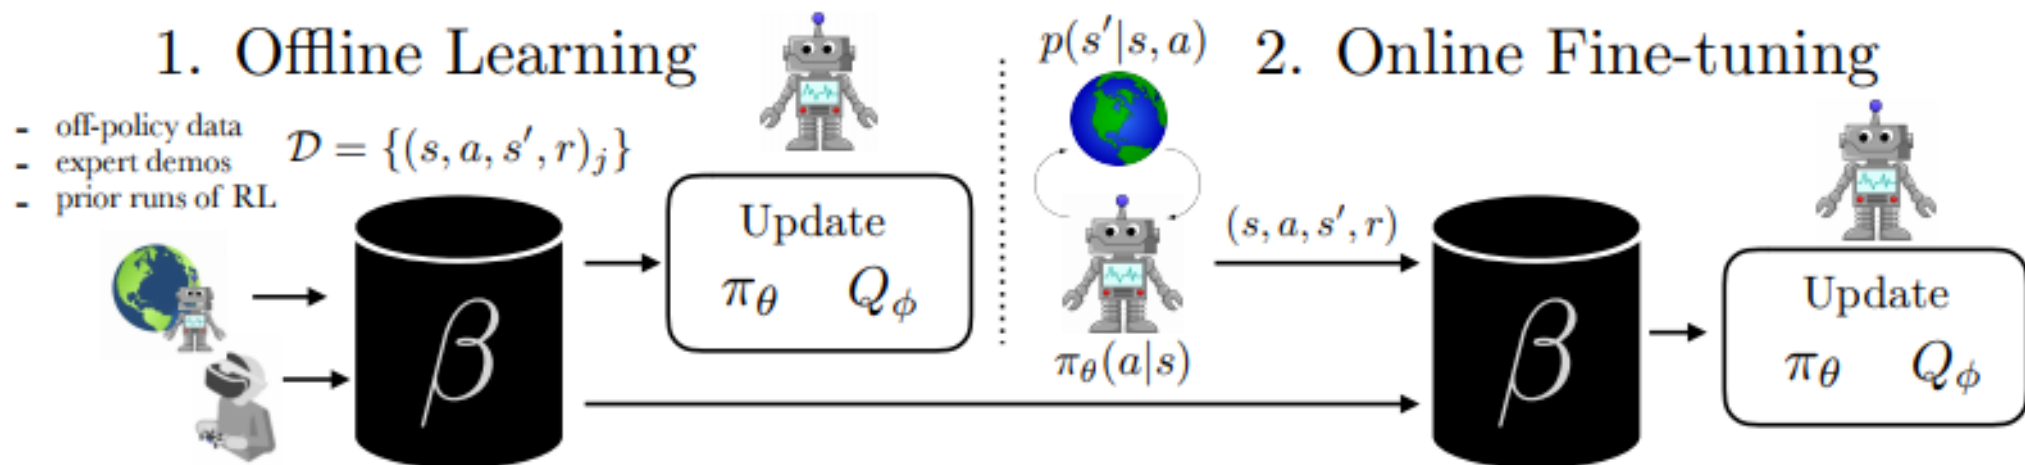 1. Offline Learning
- off-policy data
- expert demos
- prior runs of RL
𝒟 = {(s, a, s′, r)ⱼ}
β
Update
π_θ Q_ϕ
p(s′|s, a)
π_θ(a|s)
2. Online Fine-tuning
(s, a, s′, r)
β
Update
π_θ Q_ϕ